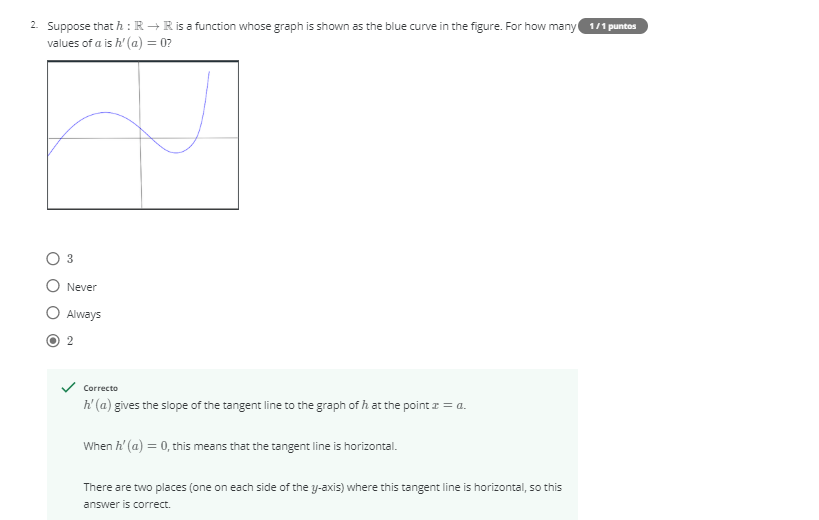 2. Suppose that h : ℝ → ℝ is a function whose graph is shown as the blue curve in the figure. For how many 1 / 1 puntos
values of a is h′(a) = 0?
3
Never
Always
2
Correcto
h′(a) gives the slope of the tangent line to the graph of h at the point x = a.
When h′(a) = 0, this means that the tangent line is horizontal.
There are two places (one on each side of the y-axis) where this tangent line is horizontal, so this
answer is correct.